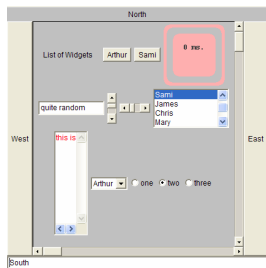 North
0 ms.
List of Widgets Arthur Sami
quite random
Sami
James
Chris
Mary
West
this is
East
Arthur one two three
South